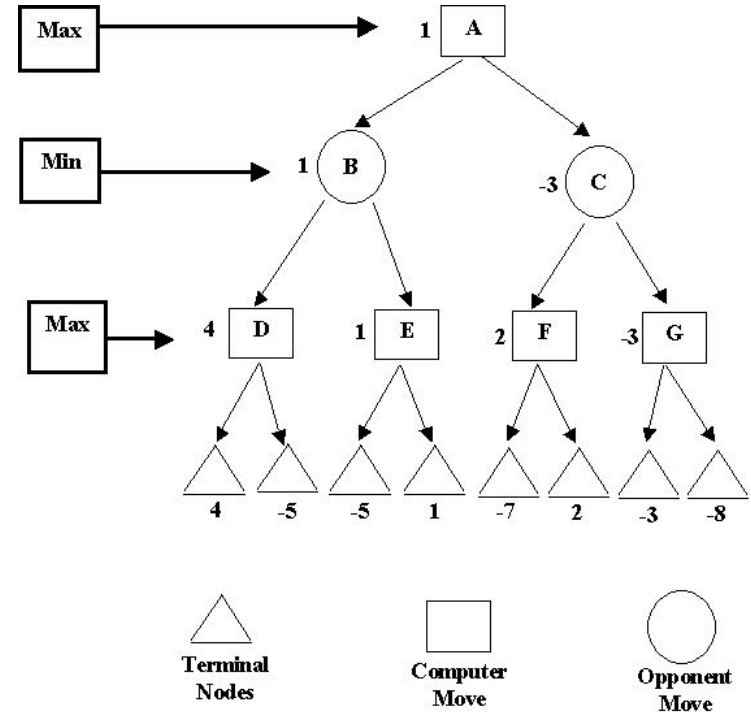 Max
1 A
Min
1 B
-3 C
Max
4 D 1 E 2 F -3 G
4 -5 -5 1 -7 2 -3 -8
Terminal
Nodes
Computer
Move
Opponent
Move